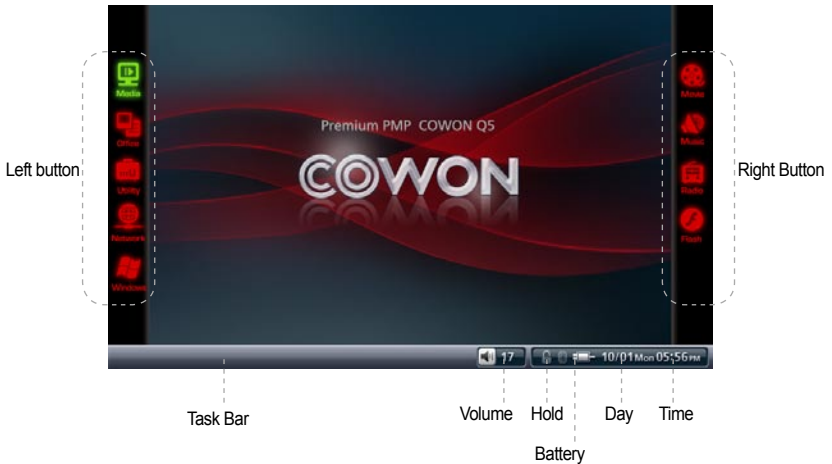 Media
Office
Utility
Network
Windows
Left button
Premium PMP COWON Q5
COWON
Movie
Music
Radio
Flash
Right Button
17
10/01 Mon 05:56 PM
Task Bar
Volume
Hold
Day
Time
Battery